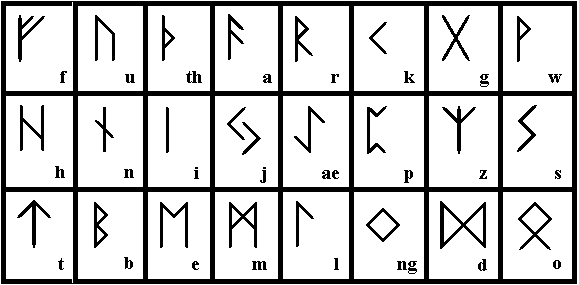 ᚠ f ᚢ u ᚦ th ᚨ a ᚱ r ᚲ k ᚷ g ᚹ w
ᚺ h ᚾ n ᛁ i ᛃ j ᛇ ae ᛈ p ᛉ z ᛊ s
ᛏ t ᛒ b ᛖ e ᛗ m ᛚ l ᛜ ng ᛞ d ᛟ o